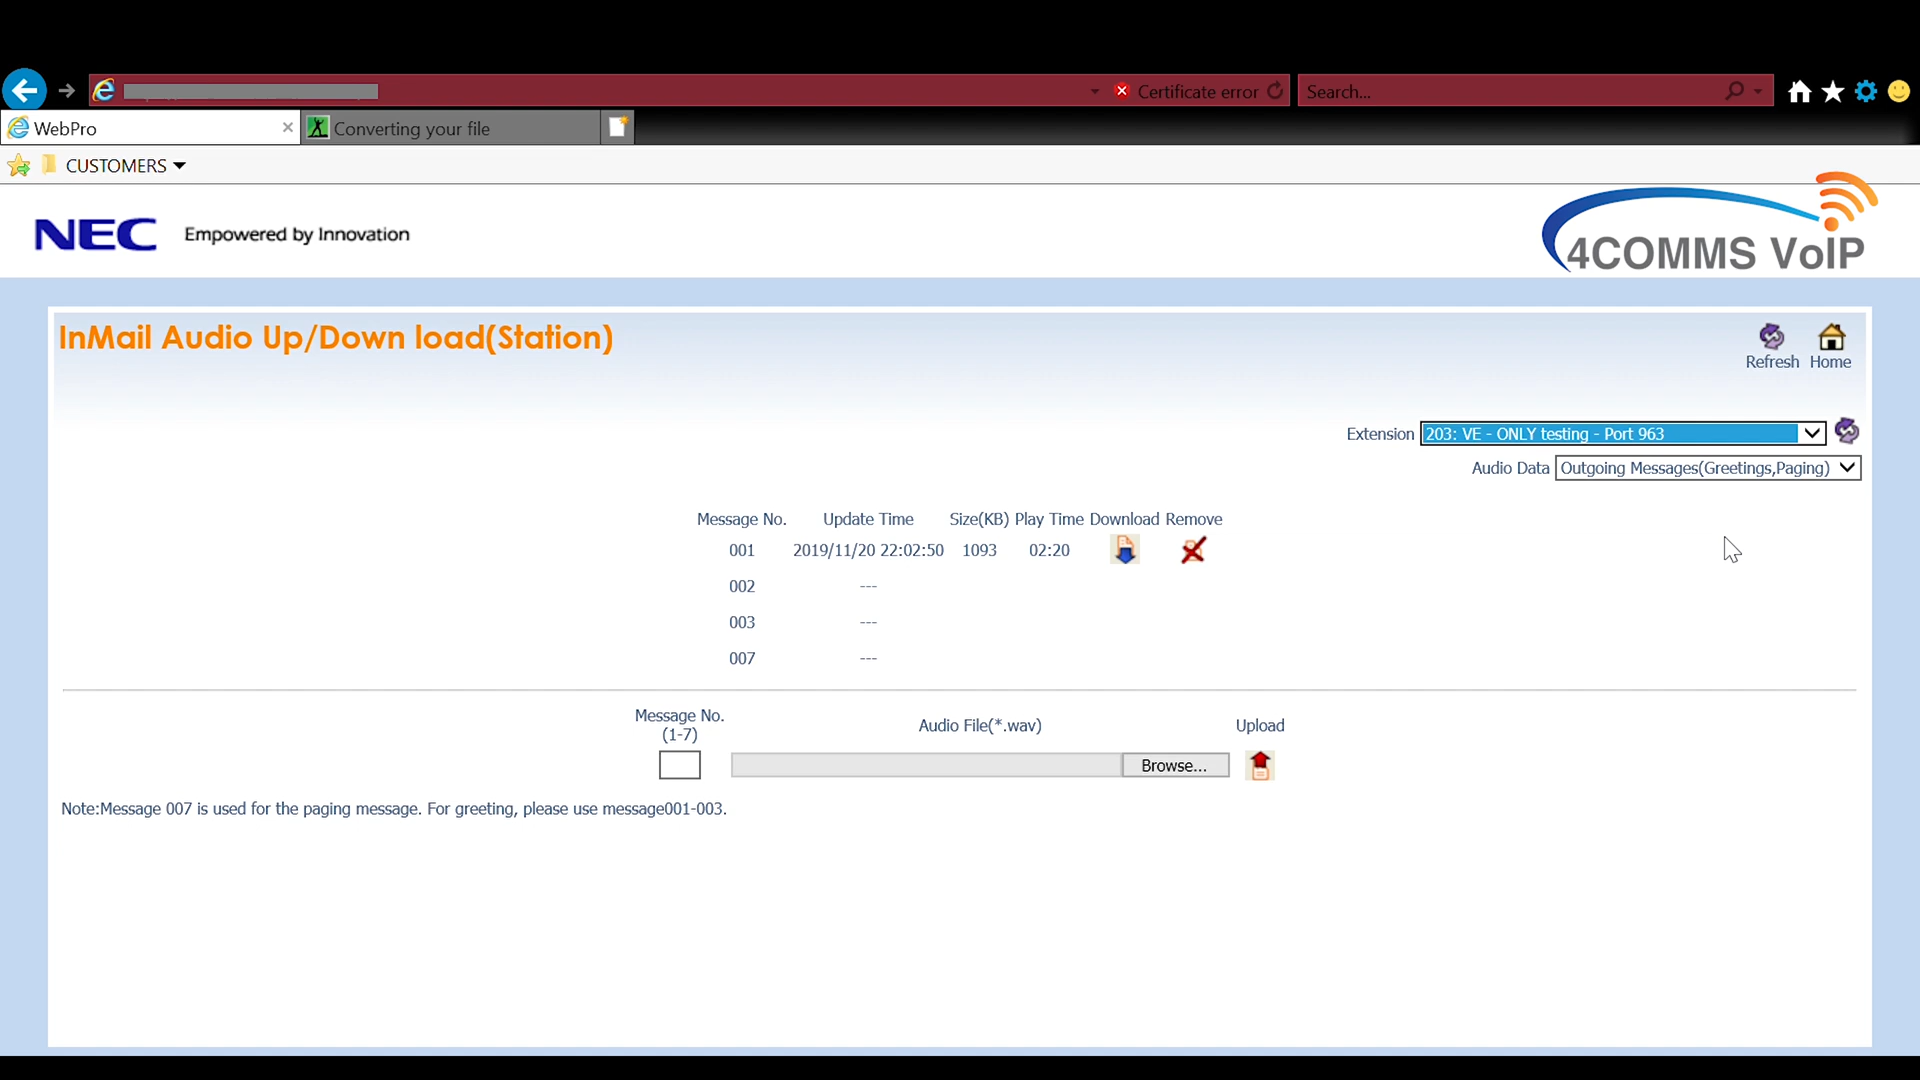 Certificate error
Search...
WebPro
Converting your file
CUSTOMERS
NEC Empowered by Innovation
4COMMS VoIP
InMail Audio Up/Down load(Station)
Refresh Home
Extension 203: VE - ONLY testing - Port 963
Audio Data Outgoing Messages(Greetings,Paging)
Message No. Update Time Size(KB) Play Time Download Remove
001 2019/11/20 22:02:50 1093 02:20
002 ---
003 ---
007 ---
Message No.
(1-7)
Audio File(*.wav)
Upload
Browse...
Note:Message 007 is used for the paging message. For greeting, please use message001-003.